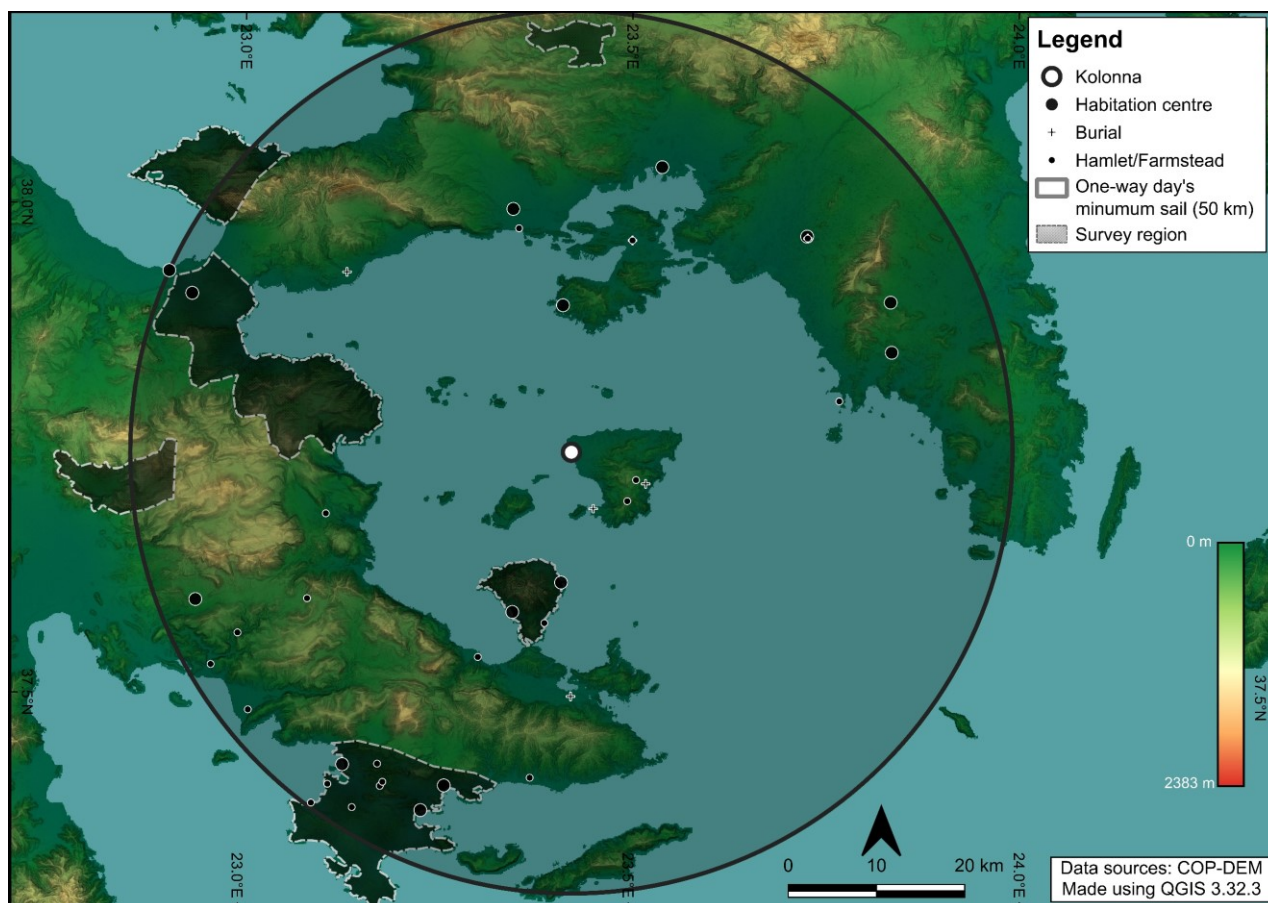 23.0°E
23.5°E
24.0°E
Legend
Kolonna
Habitation centre
Burial
Hamlet/Farmstead
One-way day's
minumum sail (50 km)
Survey region
38.0°N
38.0°N
0 m
2383 m
37.5°N
37.5°N
23.0°E
23.5°E
24.0°E
0 10 20 km
Data sources: COP-DEM
Made using QGIS 3.32.3